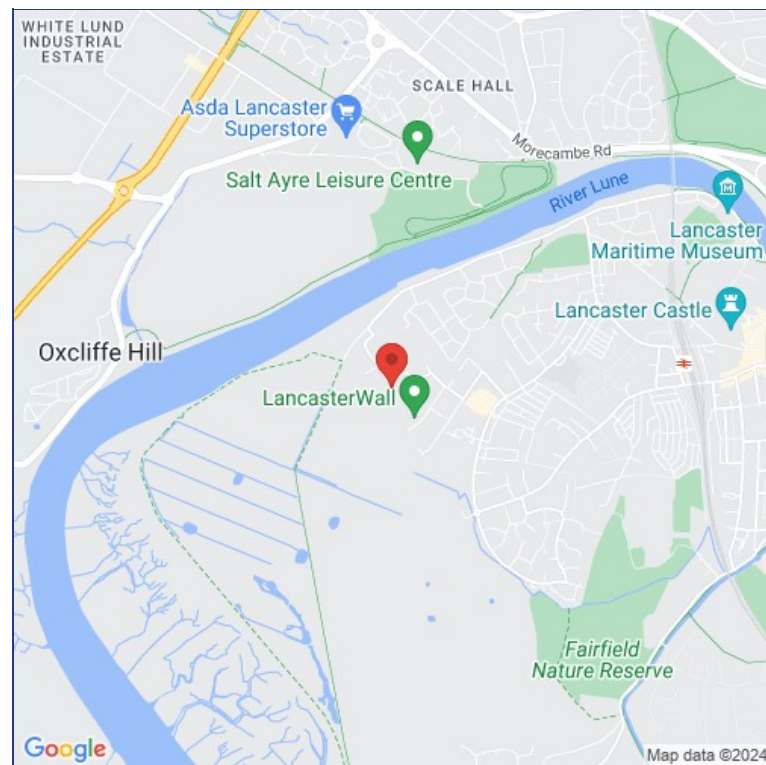 WHITE LUND
INDUSTRIAL
ESTATE
SCALE HALL
Asda Lancaster
Superstore
Morecambe Rd
Salt Ayre Leisure Centre
River Lune
Lancaster
Maritime Museum
Lancaster Castle
Oxcliffe Hill
LancasterWall
Fairfield
Nature Reserve
Google
Map data ©2024